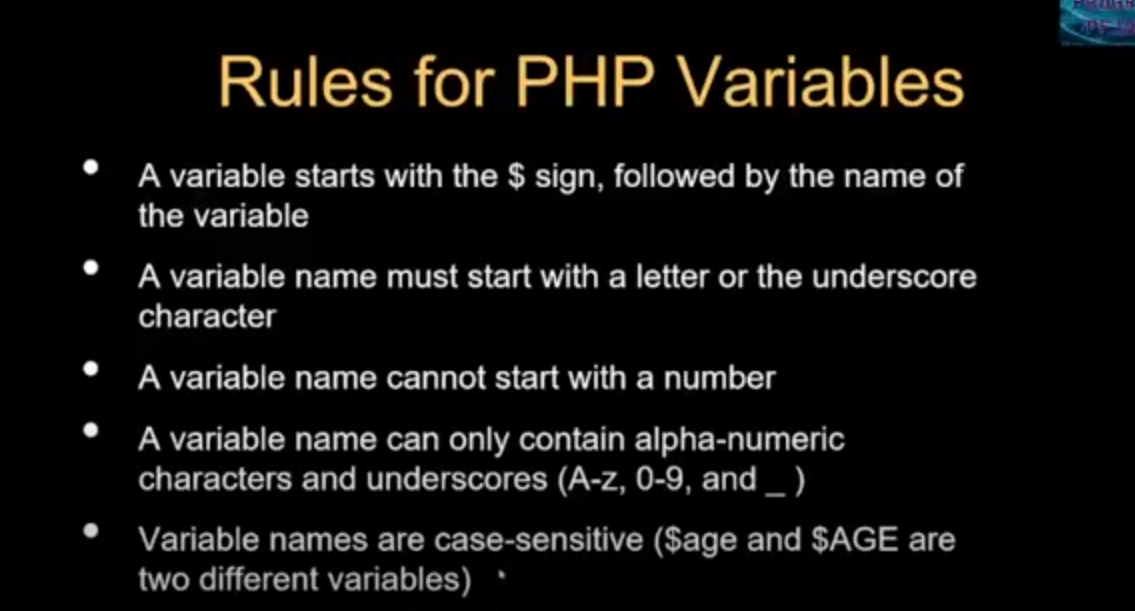 Rules for PHP Variables
• A variable starts with the $ sign, followed by the name of
the variable
• A variable name must start with a letter or the underscore
character
• A variable name cannot start with a number
• A variable name can only contain alpha-numeric
characters and underscores (A-z, 0-9, and _ )
• Variable names are case-sensitive ($age and $AGE are
two different variables)